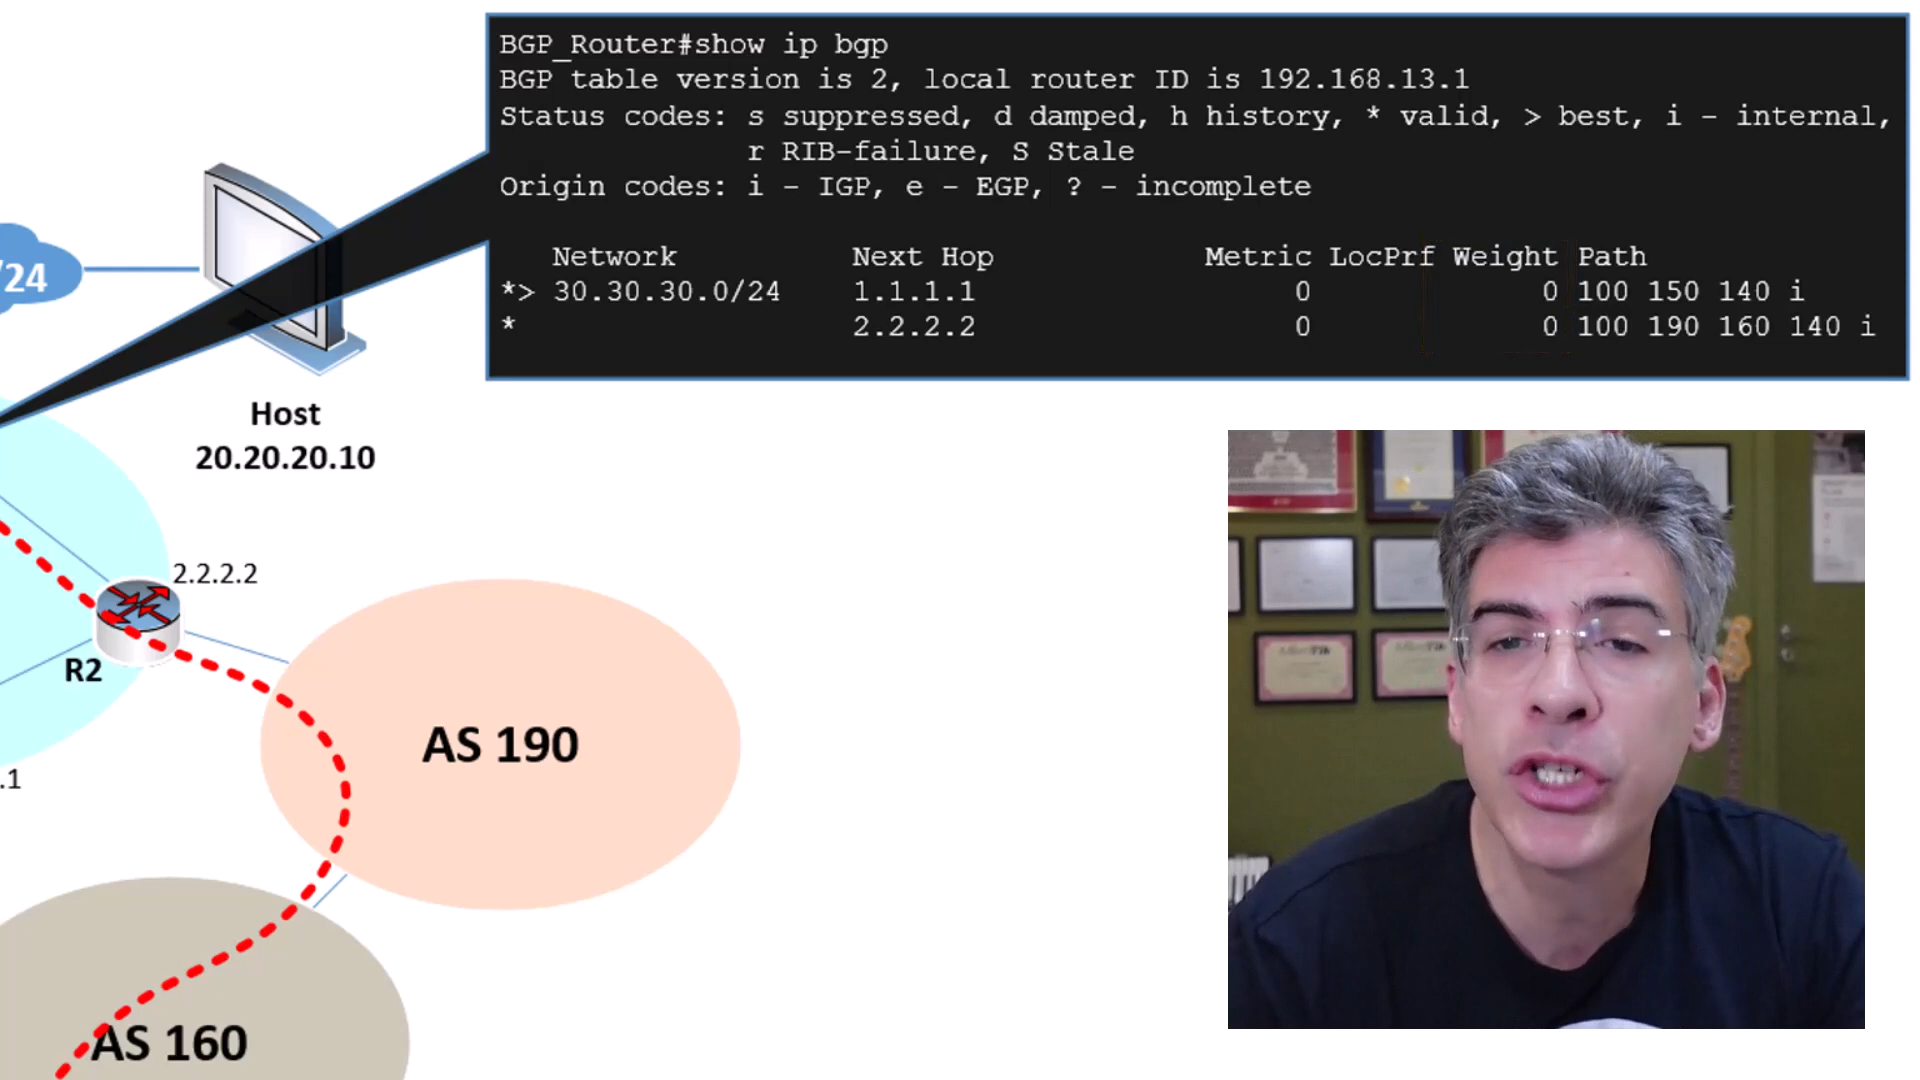 BGP_Router#show ip bgp
BGP table version is 2, local router ID is 192.168.13.1
Status codes: s suppressed, d damped, h history, * valid, > best, i - internal,
r RIB-failure, S Stale
Origin codes: i - IGP, e - EGP, ? - incomplete
Network Next Hop Metric LocPrf Weight Path
*> 30.30.30.0/24 1.1.1.1 0 0 100 150 140 i
* 2.2.2.2 0 0 100 190 160 140 i
/24
Host
20.20.20.10
2.2.2.2
R2
AS 190
.1
AS 160